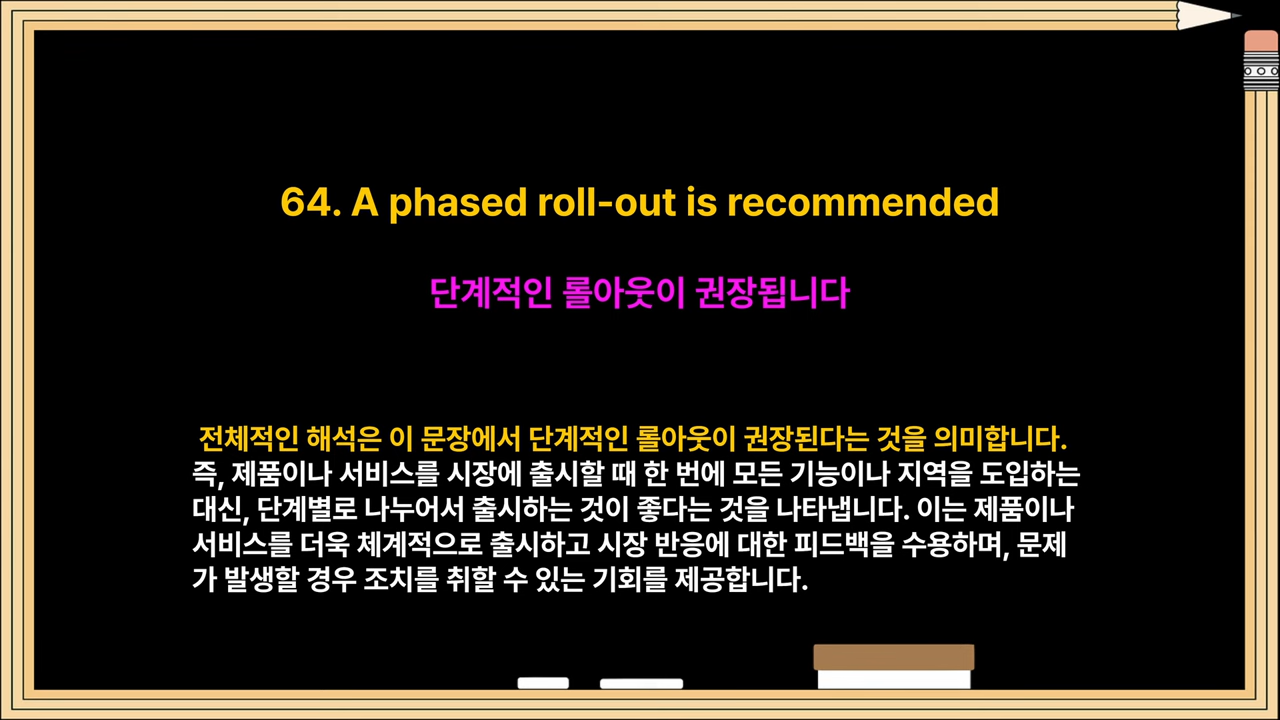 64. A phased roll-out is recommended
단계적인 롤아웃이 권장됩니다
전체적인 해석은 이 문장에서 단계적인 롤아웃이 권장된다는 것을 의미합니다.
즉, 제품이나 서비스를 시장에 출시할 때 한 번에 모든 기능이나 지역을 도입하는
대신, 단계별로 나누어서 출시하는 것이 좋다는 것을 나타냅니다. 이는 제품이나
서비스를 더욱 체계적으로 출시하고 시장 반응에 대한 피드백을 수용하며, 문제
가 발생할 경우 조치를 취할 수 있는 기회를 제공합니다.